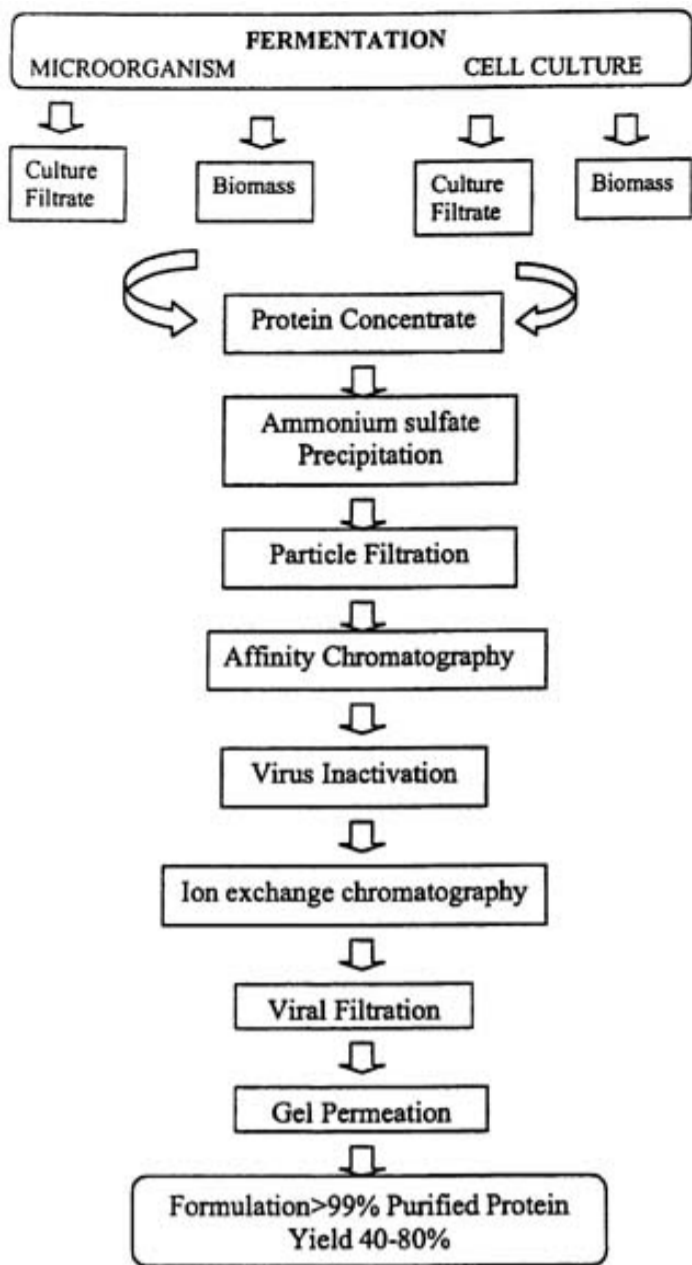 FERMENTATION
MICROORGANISM CELL CULTURE
Culture
Filtrate
Biomass
Culture
Filtrate
Biomass
Protein Concentrate
Ammonium sulfate
Precipitation
Particle Filtration
Affinity Chromatography
Virus Inactivation
Ion exchange chromatography
Viral Filtration
Gel Permeation
Formulation>99% Purified Protein
Yield 40-80%